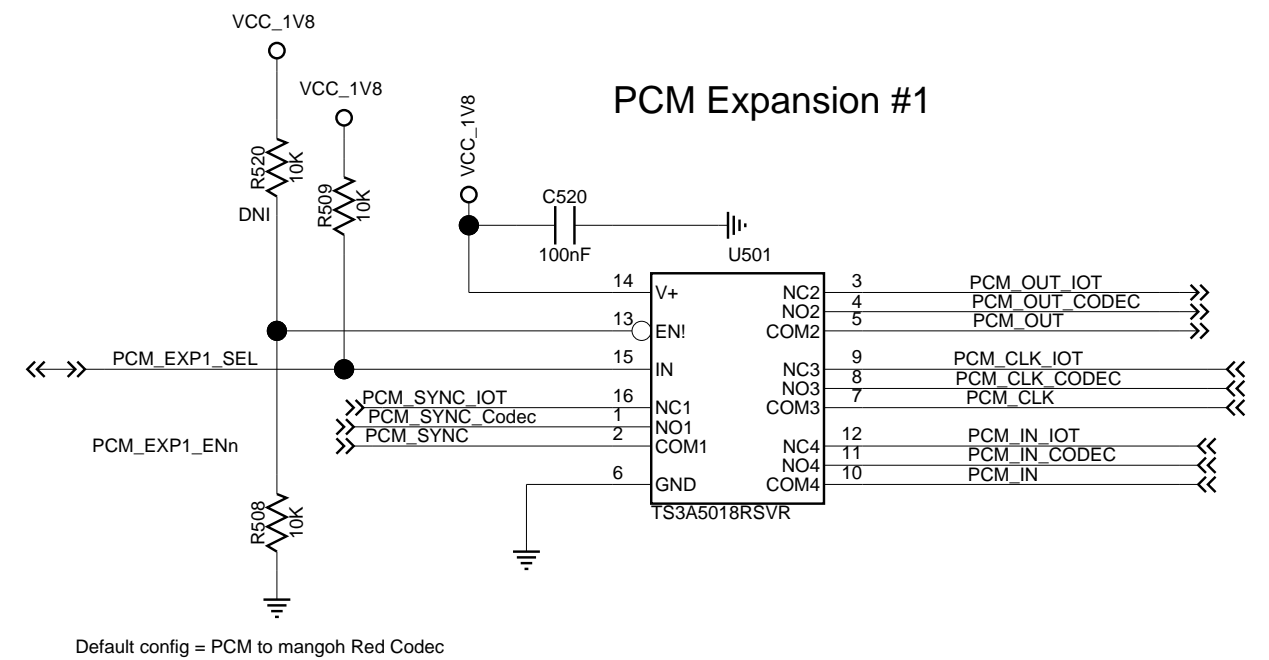 VCC_1V8
VCC_1V8
VCC_1V8
PCM Expansion #1
R520
10K
R509
10K
DNI
C520
100nF
U501
14
V+
13
EN!
PCM_EXP1_SEL
15
IN
PCM_SYNC_IOT
16
NC1
PCM_SYNC_Codec
1
NO1
PCM_SYNC
2
COM1
6
GND
NC2
3
PCM_OUT_IOT
NO2
4
PCM_OUT_CODEC
COM2
5
PCM_OUT
NC3
9
PCM_CLK_IOT
NO3
8
PCM_CLK_CODEC
COM3
7
PCM_CLK
NC4
12
PCM_IN_IOT
NO4
11
PCM_IN_CODEC
COM4
10
PCM_IN
PCM_EXP1_ENn
TS3A5018RSVR
R508
10K
Default config = PCM to mangoh Red Codec